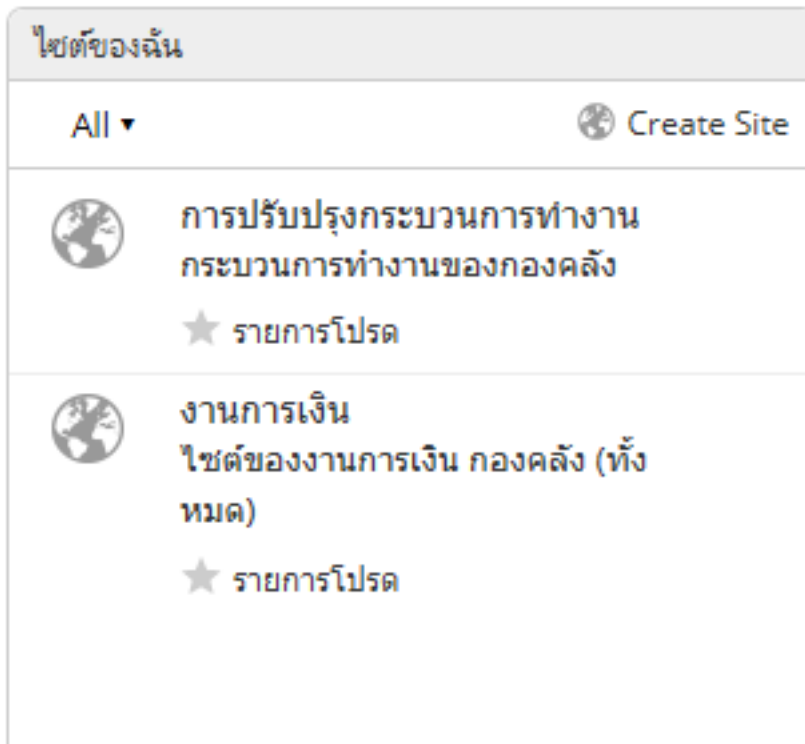 ไซต์ของฉัน
All ▾ Create Site
การปรับปรุงกระบวนการทำงาน
กระบวนการทำงานของกองคลัง
รายการโปรด
งานการเงิน
ไซต์ของงานการเงิน กองคลัง (ทั้ง
หมด)
รายการโปรด